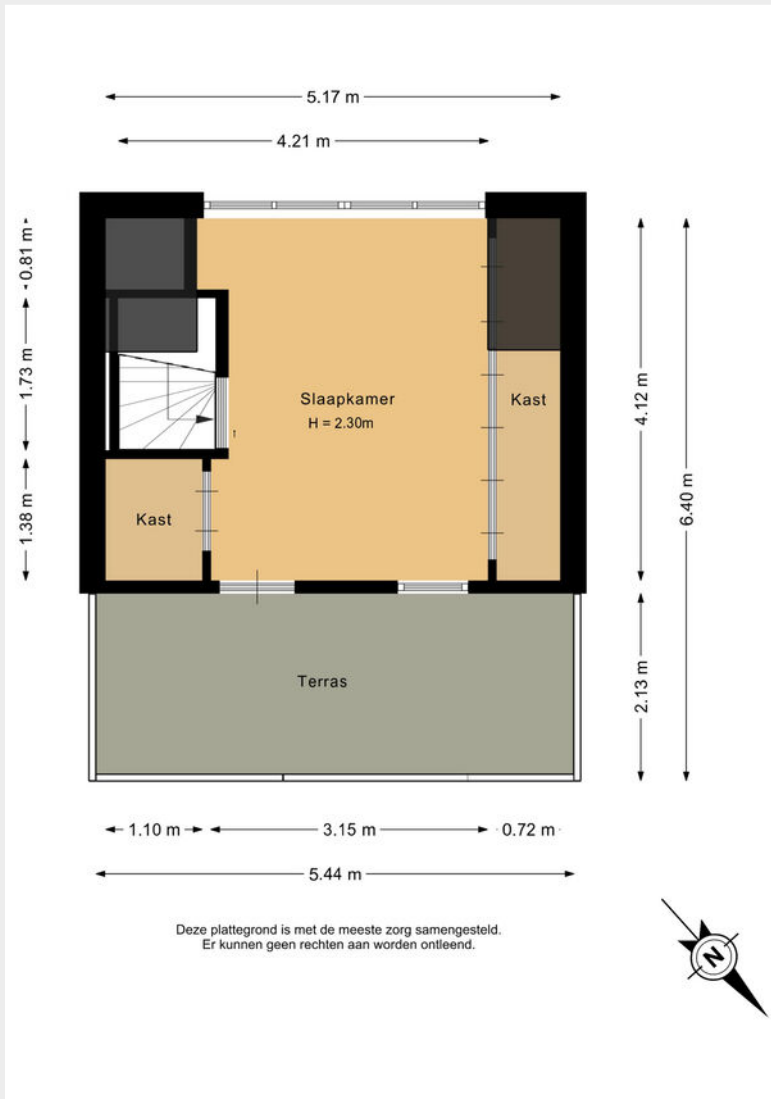 5.17 m
4.21 m
0.81 m
1.73 m
1.38 m
Slaapkamer
H = 2.30m
Kast
Kast
4.12 m
6.40 m
2.13 m
Terras
1.10 m
3.15 m
0.72 m
5.44 m
Deze plattegrond is met de meeste zorg samengesteld.
Er kunnen geen rechten aan worden ontleend.
N